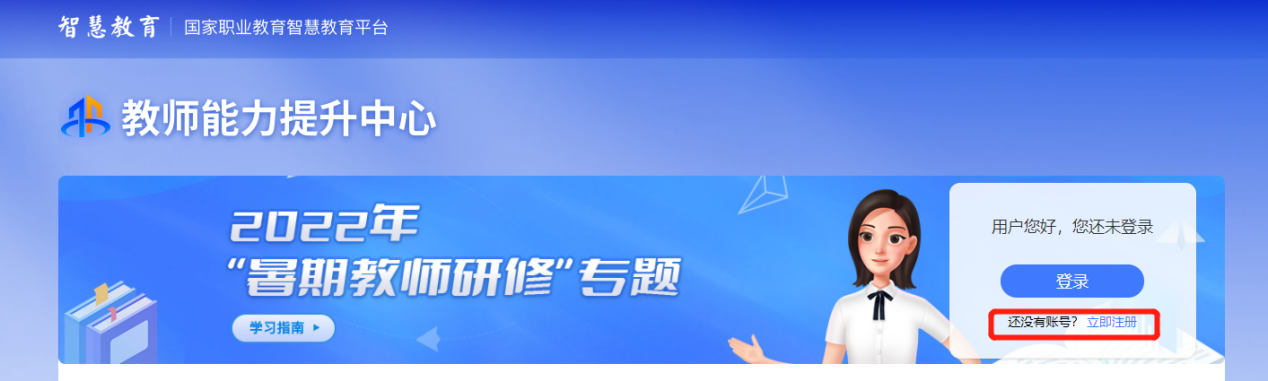 智慧教育 国家职业教育智慧教育平台
教师能力提升中心
2022年
“暑期教师研修”专题
学习指南
用户您好，您还未登录
登录
还没有账号？ 立即注册